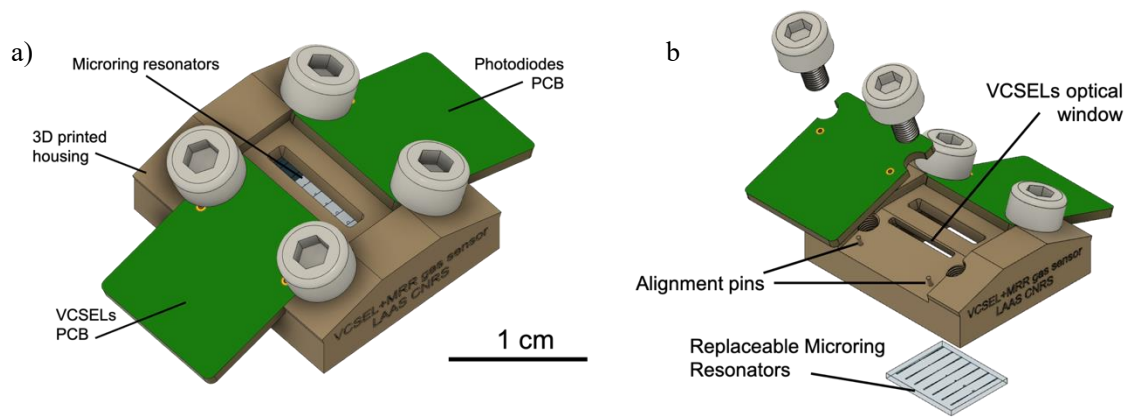 a)
Microring resonators
Photodiodes
PCB
3D printed
housing
VCSEL+MRR gas sensor
LAAS CNRS
VCSELs
PCB
1 cm
b
VCSELs optical
window
Alignment pins
VCSEL+MRR gas sensor
LAAS CNRS
Replaceable Microring
Resonators